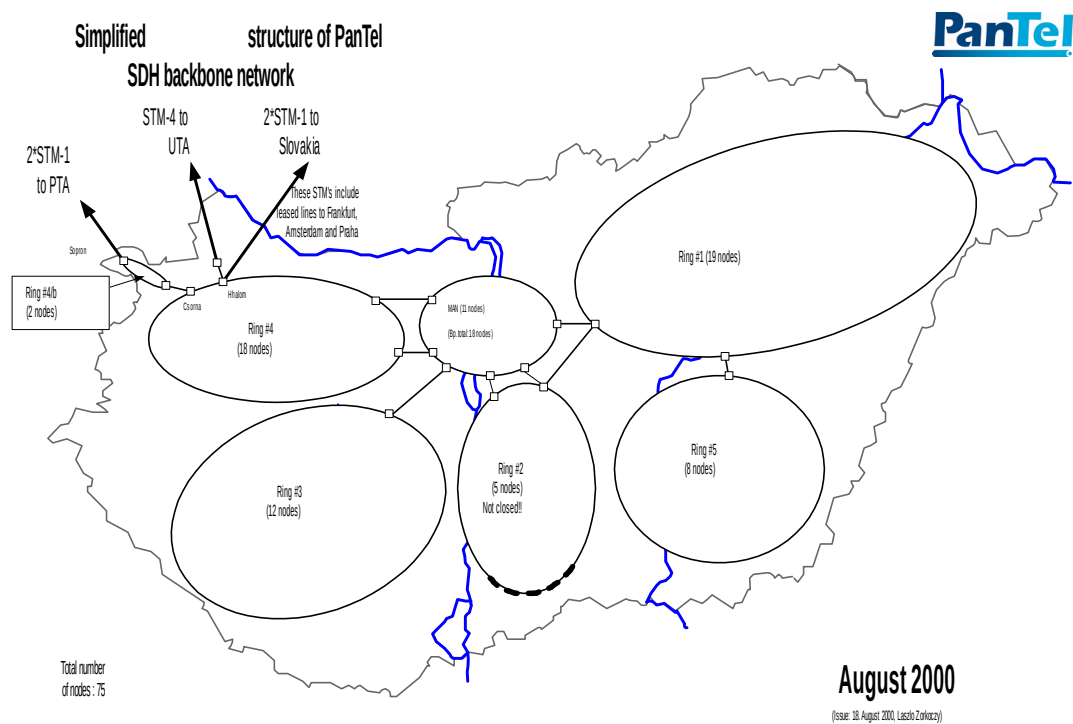 Simplified structure of PanTel
SDH backbone network
PanTel
STM-4 to
UTA
2*STM-1 to
Slovakia
2*STM-1
to PTA
These STM's include
leased lines to Frankfurt,
Amsterdam and Praha
Sopron
Ring #4/b
(2 nodes)
Csorna
Hhalom
Ring #4
(18 nodes)
MAN (11 nodes)
(Bp. total: 18 nodes)
Ring #1 (19 nodes)
Ring #3
(12 nodes)
Ring #2
(5 nodes)
Not closed!!
Ring #5
(8 nodes)
Total number
of nodes : 75
August 2000
(Issue: 18. August 2000, Laszlo Zorkoczy)